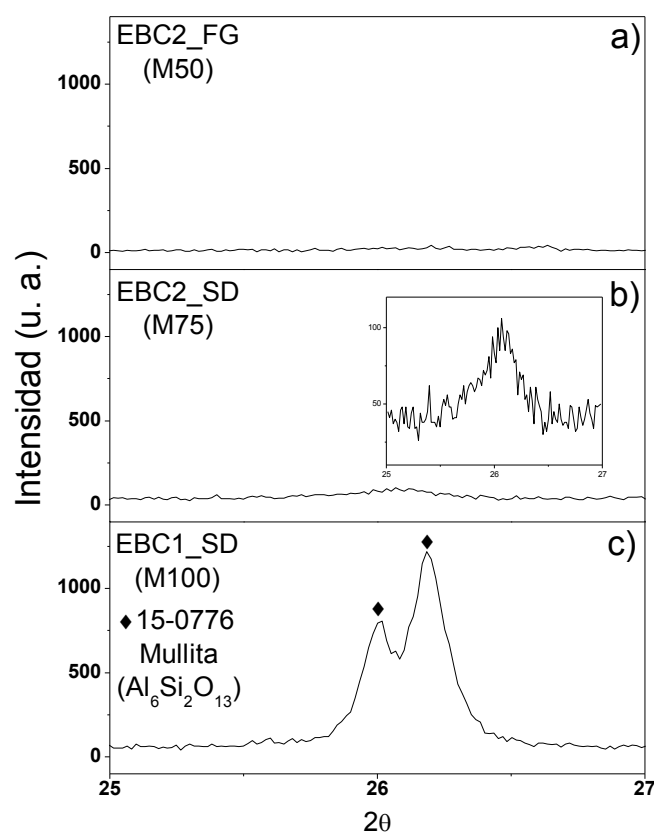 EBC2_FG
(M50)
a)
1000
500
0
EBC2_SD
(M75)
b)
1000
500
0
100
50
25
26
27
EBC1_SD
(M100)
c)
♦ 15-0776
Mullita
(Al₆Si₂O₁₃)
1000
500
0
25
26
27
2θ
Intensidad (u. a.)